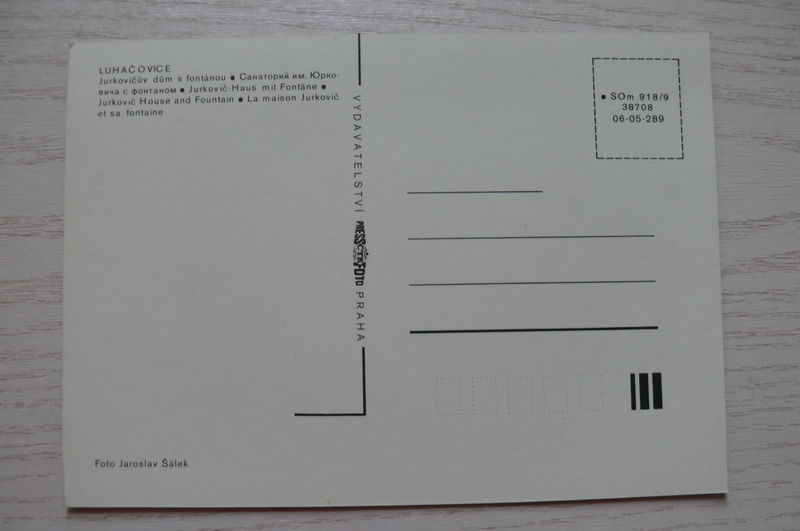 LUHAČOVICE
Jurkovičův dům s fontánou ● Санаторий им. Юрко-
вича с фонтаном ● Jurkovič-Haus mit Fontäne ●
Jurkovič House and Fountain ● La maison Jurkovič
et sa fontaine
VYDAVATELSTVÍ PRESSFOTO ČTK PRAHA
● SOm 918/9
38708
06-05-289
Foto Jaroslav Šálek